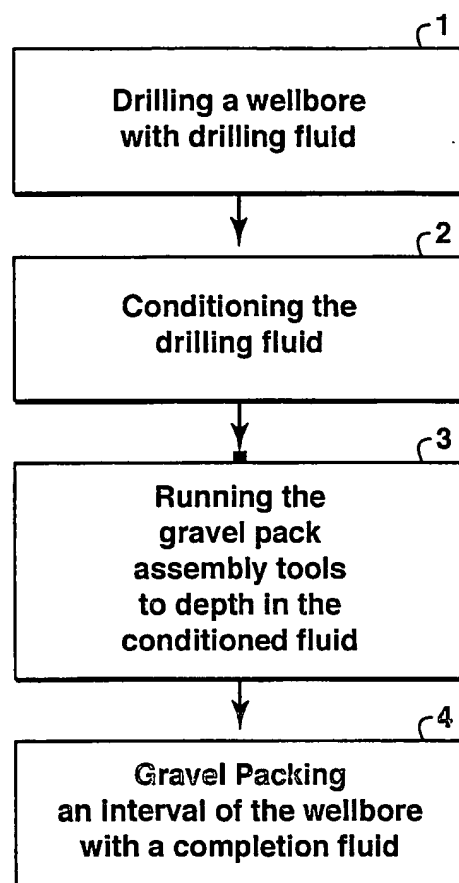 1
Drilling a wellbore
with drilling fluid
2
Conditioning the
drilling fluid
3
Running the
gravel pack
assembly tools
to depth in the
conditioned fluid
4
Gravel Packing
an interval of the wellbore
with a completion fluid